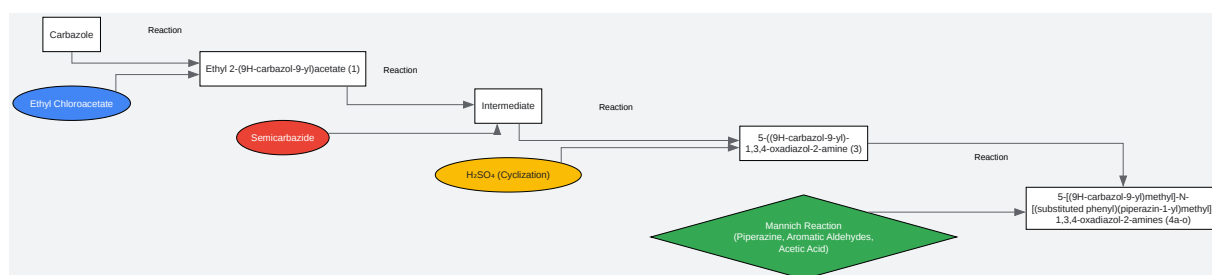 Carbazole
Reaction
Ethyl 2-(9H-carbazol-9-yl)acetate (1)
Reaction
Ethyl Chloroacetate
Intermediate
Reaction
Semicarbazide
5-((9H-carbazol-9-yl)-
1,3,4-oxadiazol-2-amine (3)
Reaction
H₂SO₄ (Cyclization)
5-[(9H-carbazol-9-yl)methyl]-N-
[(substituted phenyl)(piperazin-1-yl)methyl]
1,3,4-oxadiazol-2-amines (4a-o)
Mannich Reaction
(Piperazine, Aromatic Aldehydes,
Acetic Acid)